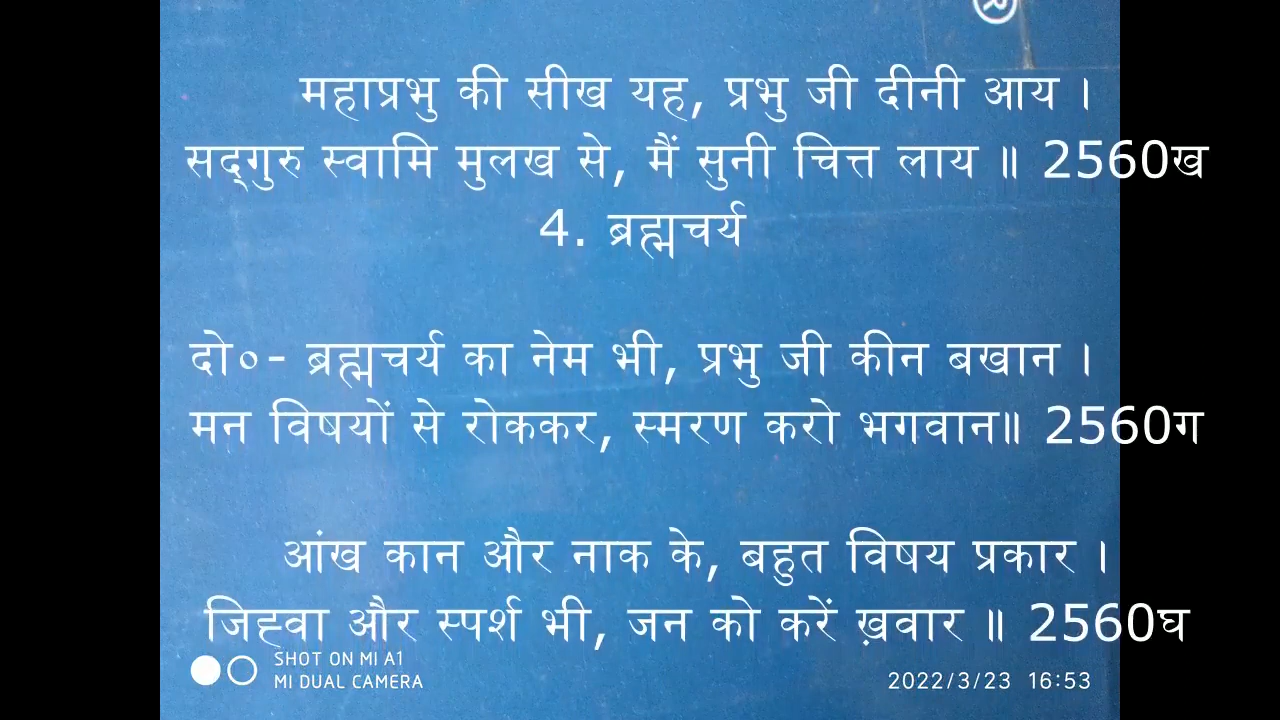 महाप्रभु की सीख यह, प्रभु जी दीनी आय ।
सद्‌गुरु स्वामि मुलख से, मैं सुनी चित्त लाय ॥ 2560ख
4. ब्रह्मचर्य
दो०- ब्रह्मचर्य का नेम भी, प्रभु जी कीन बखान ।
मन विषयों से रोककर, स्मरण करो भगवान॥ 2560ग
आंख कान और नाक के, बहुत विषय प्रकार ।
जिह्वा और स्पर्श भी, जन को करें ख़वार ॥ 2560घ
SHOT ON MI A1
MI DUAL CAMERA
2022/3/23 16:53